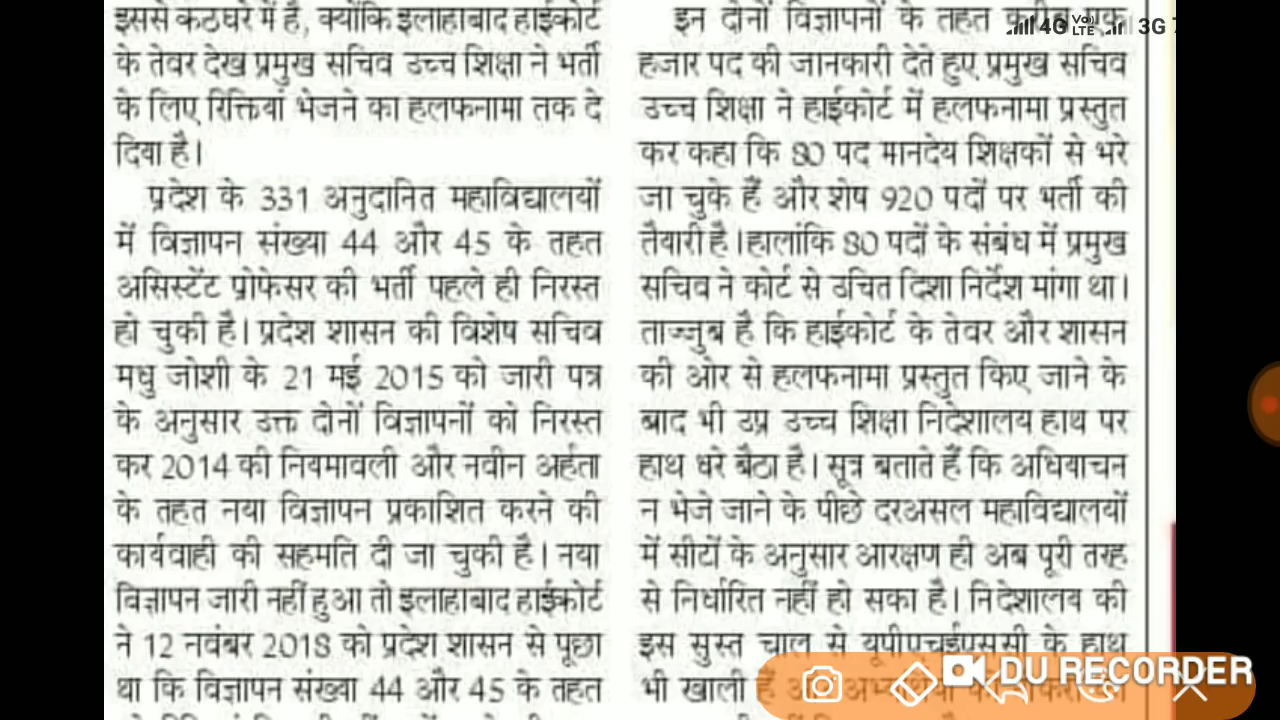 इससे कठघरे में है, क्योंकि इलाहाबाद हाईकोर्ट
के तेवर देख प्रमुख सचिव उच्च शिक्षा ने भर्ती
के लिए रिक्तियां भेजने का हलफनामा तक दे
दिया है।
प्रदेश के 331 अनुदानित महाविद्यालयों
में विज्ञापन संख्या 44 और 45 के तहत
असिस्टेंट प्रोफेसर की भर्ती पहले ही निरस्त
हो चुकी है। प्रदेश शासन की विशेष सचिव
मधु जोशी के 21 मई 2015 को जारी पत्र
के अनुसार उक्त दोनों विज्ञापनों को निरस्त
कर 2014 की नियमावली और नवीन अर्हता
के तहत नया विज्ञापन प्रकाशित करने की
कार्यवाही की सहमति दी जा चुकी है। नया
विज्ञापन जारी नहीं हुआ तो इलाहाबाद हाईकोर्ट
ने 12 नवंबर 2018 को प्रदेश शासन से पूछा
था कि विज्ञापन संख्या 44 और 45 के तहत
इन दोनों विज्ञापनों के तहत करीब एक
हजार पद की जानकारी देते हुए प्रमुख सचिव
उच्च शिक्षा ने हाईकोर्ट में हलफनामा प्रस्तुत
कर कहा कि 80 पद मानदेय शिक्षकों से भरे
जा चुके हैं और शेष 920 पदों पर भर्ती की
तैयारी है।हालांकि 80 पदों के संबंध में प्रमुख
सचिव ने कोर्ट से उचित दिशा निर्देश मांगा था।
ताज्जुब है कि हाईकोर्ट के तेवर और शासन
की ओर से हलफनामा प्रस्तुत किए जाने के
बाद भी उप्र उच्च शिक्षा निदेशालय हाथ पर
हाथ धरे बैठा है। सूत्र बताते हैं कि अधियाचन
न भेजे जाने के पीछे दरअसल महाविद्यालयों
में सीटों के अनुसार आरक्षण ही अब पूरी तरह
से निर्धारित नहीं हो सका है। निदेशालय की
इस सुस्त चाल से यूपीएचईएससी के हाथ
भी खाली हैं
4G VoLTE 3G
DU RECORDER